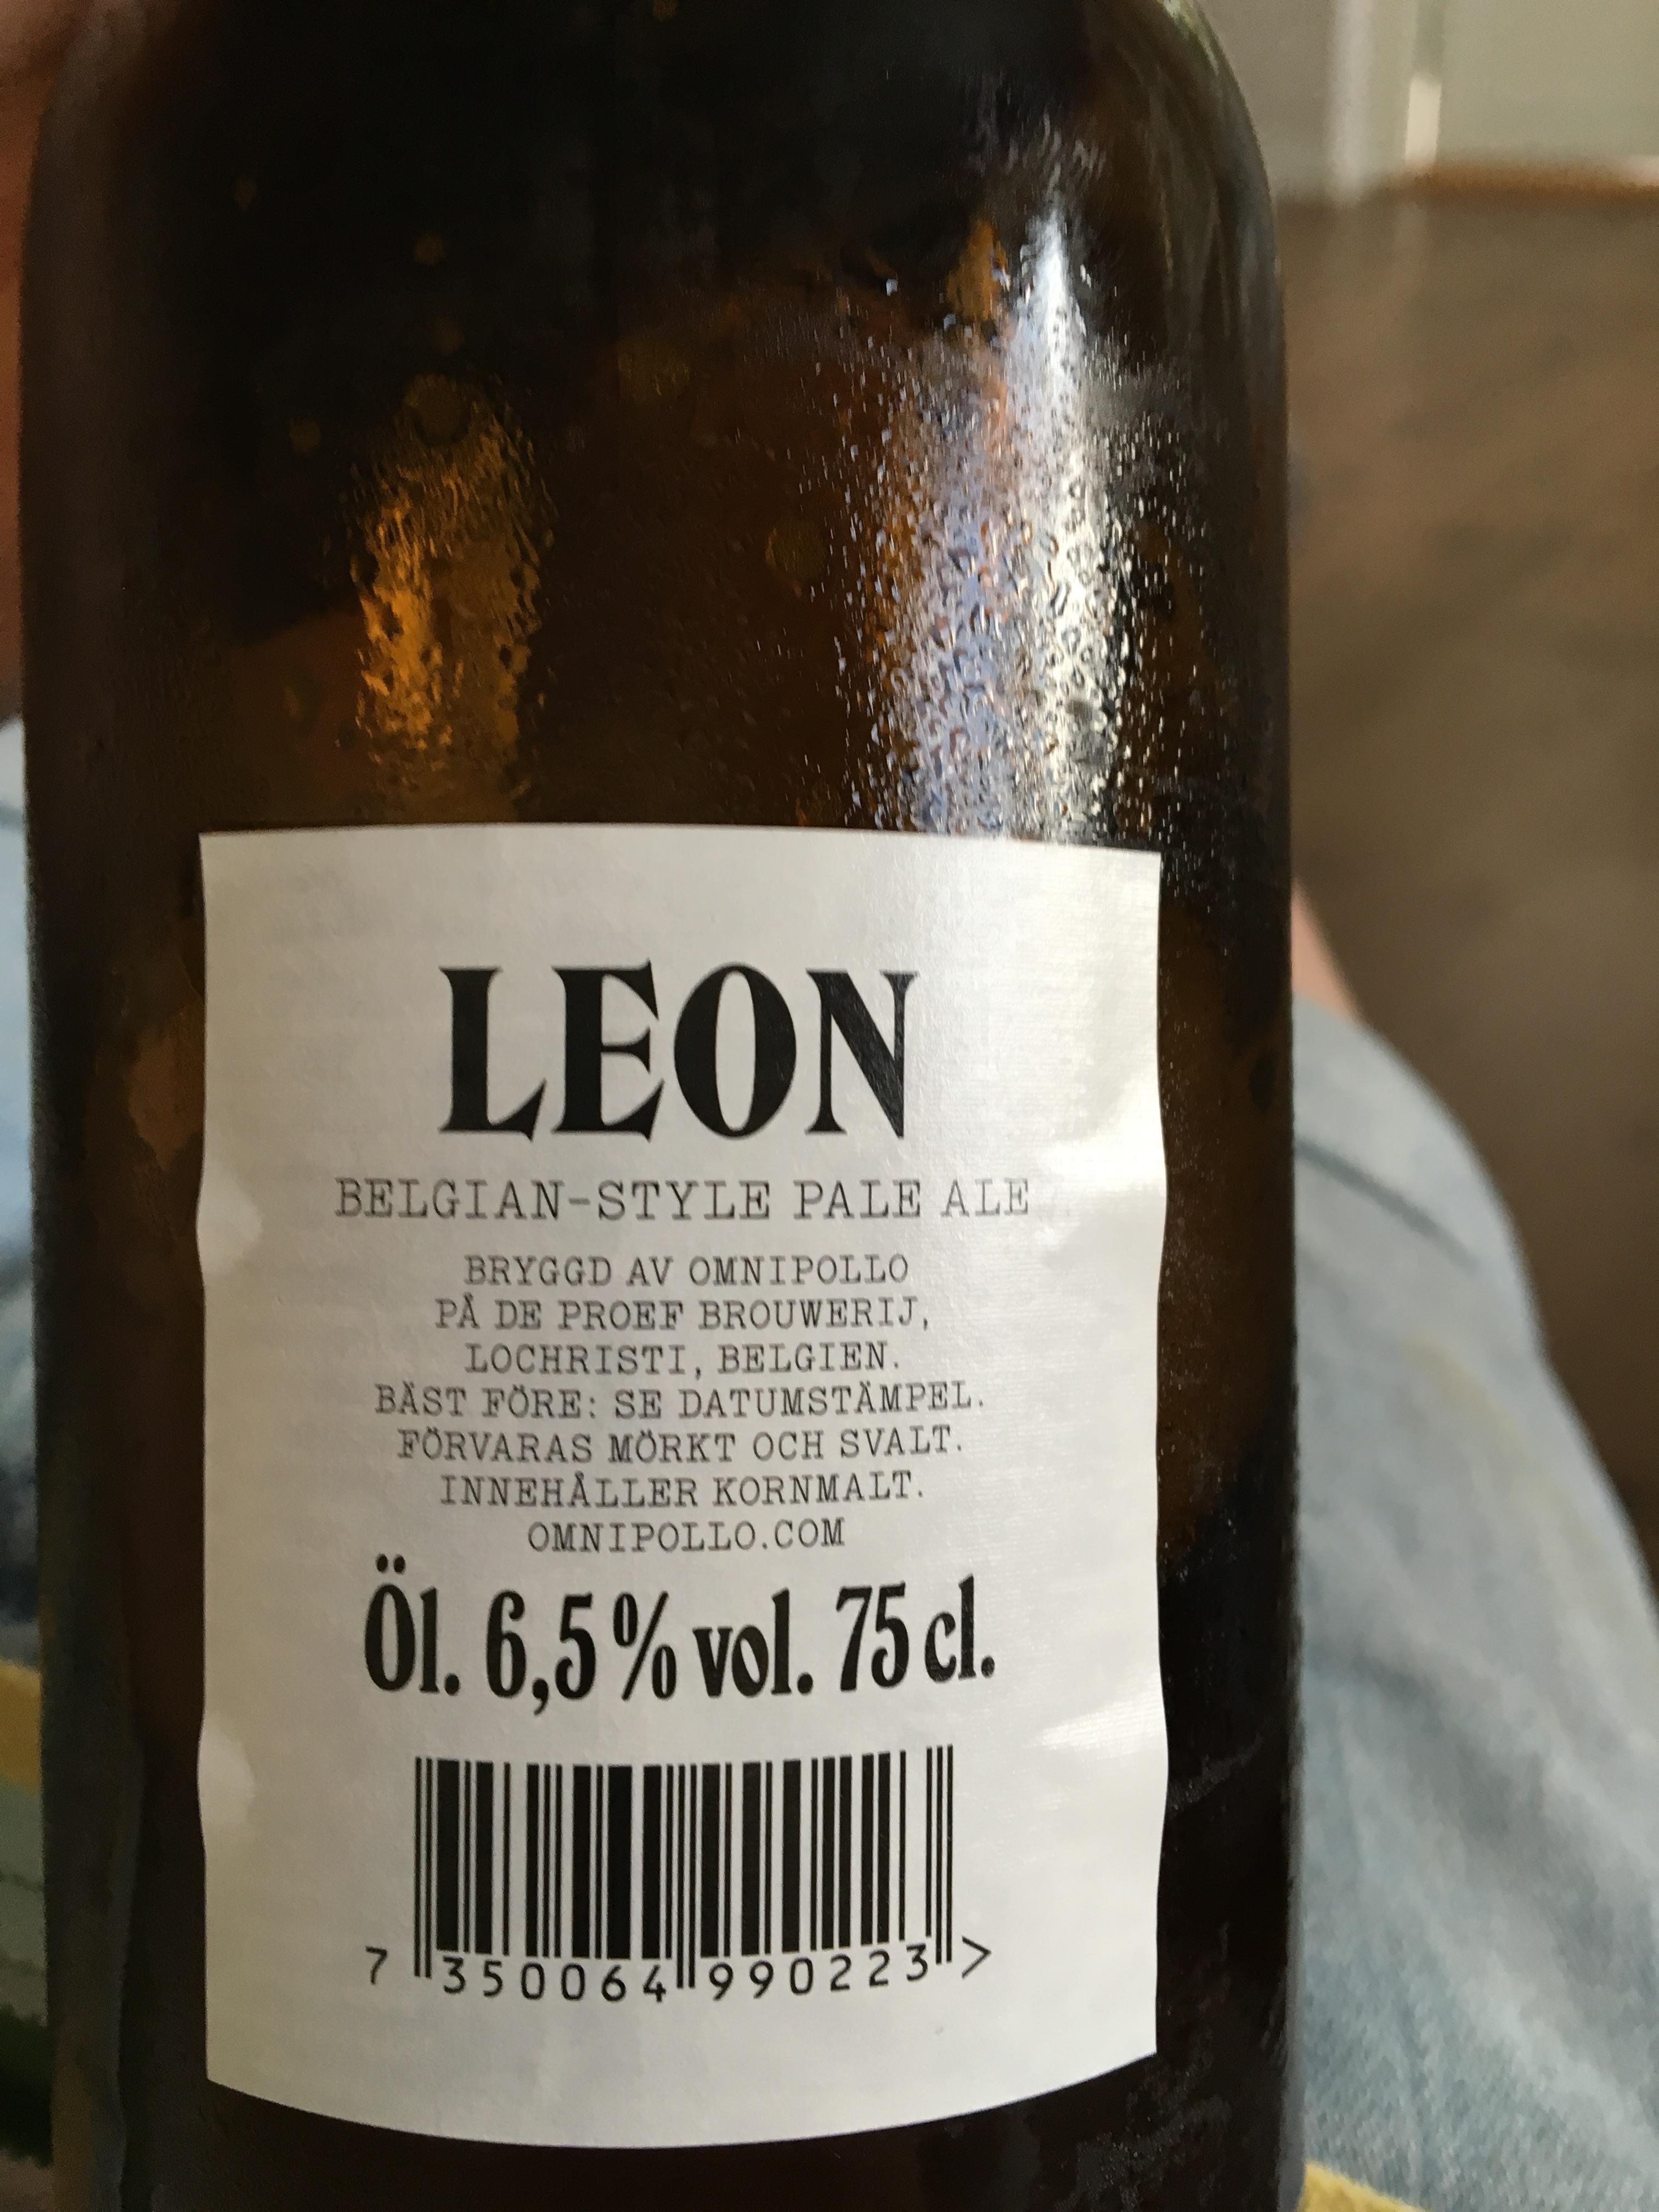 LEON
BELGIAN-STYLE PALE ALE
BRYGGD AV OMNIPOLLO
PÅ DE PROEF BROUWERIJ,
LOCHRISTI, BELGIEN.
BÄST FÖRE: SE DATUMSTÄMPEL.
FÖRVARAS MÖRKT OCH SVALT.
INNEHÅLLER KORNMALT.
OMNIPOLLO.COM
Öl. 6,5% vol. 75 cl.
7 350064 990223 >